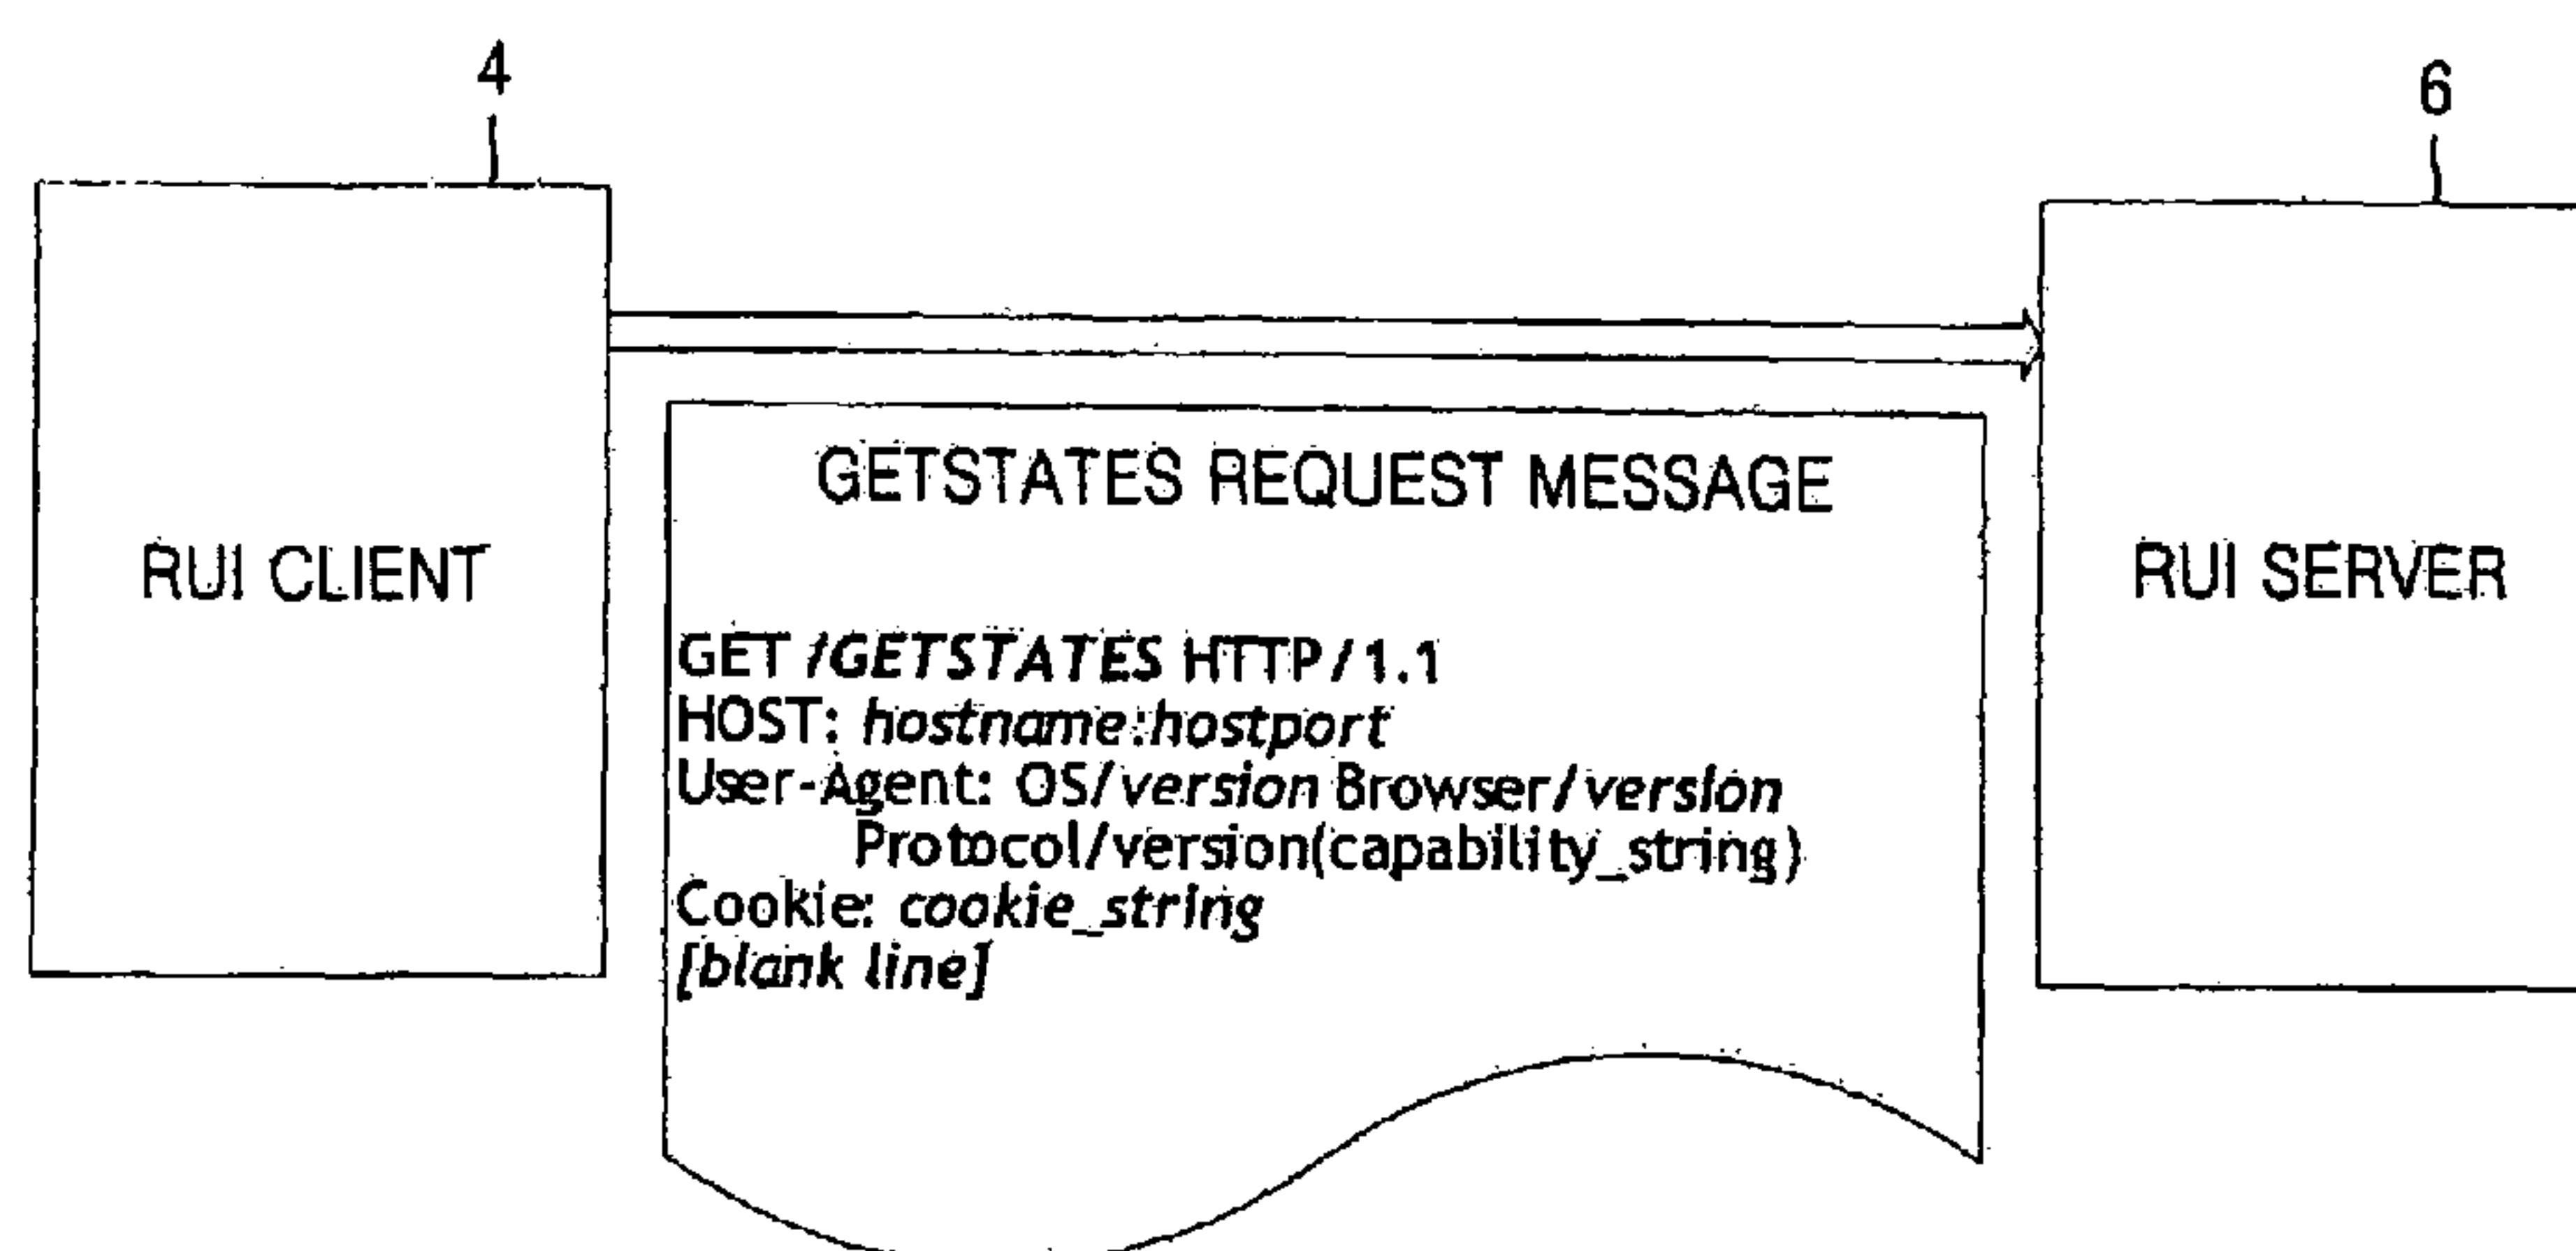 4
6
RUI CLIENT
GETSTATES REQUEST MESSAGE
GET /GETSTATES HTTP/1.1
HOST: hostname:hostport
User-Agent: OS/version Browser/version
Protocol/version(capability_string)
Cookie: cookie_string
[blank line]
RUI SERVER